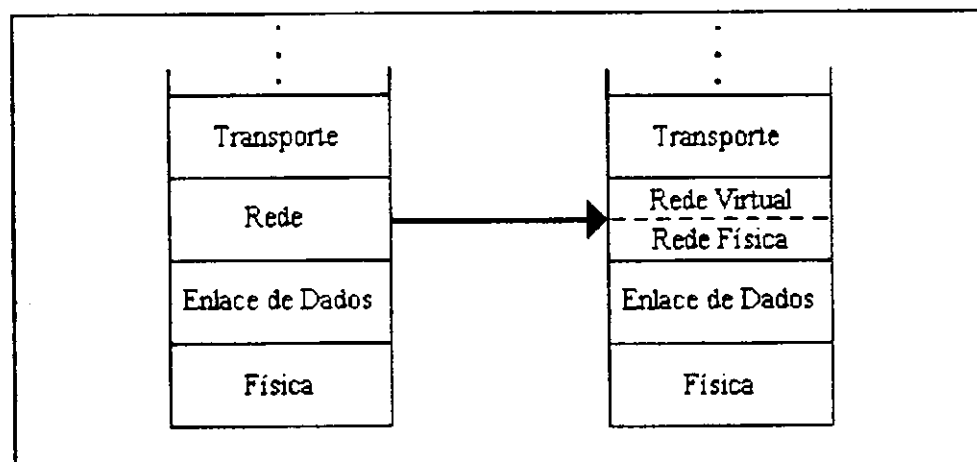 Transporte
Rede
Enlace de Dados
Física
Transporte
Rede Virtual
Rede Física
Enlace de Dados
Física